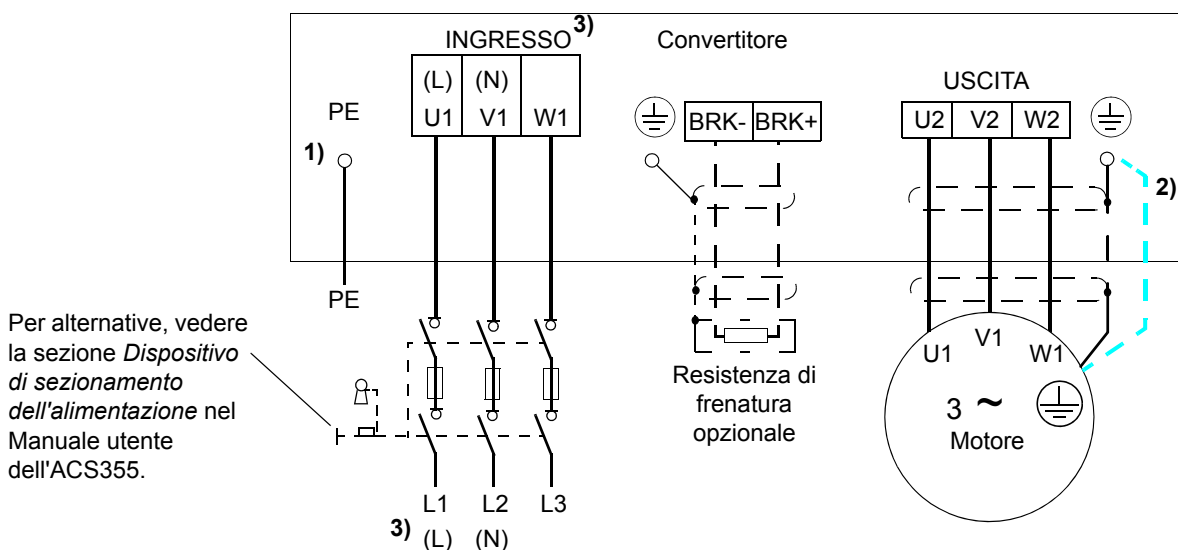 INGRESSO 3) Convertitore
(L) (N) USCITA
PE U1 V1 W1 BRK- BRK+ U2 V2 W2
1) 2)
PE
Per alternative, vedere
la sezione Dispositivo
di sezionamento
dell'alimentazione nel
Manuale utente
dell'ACS355.
Resistenza di
frenatura
opzionale
U1 V1 W1
3 ~
Motore
L1 L2 L3
3) (L) (N)